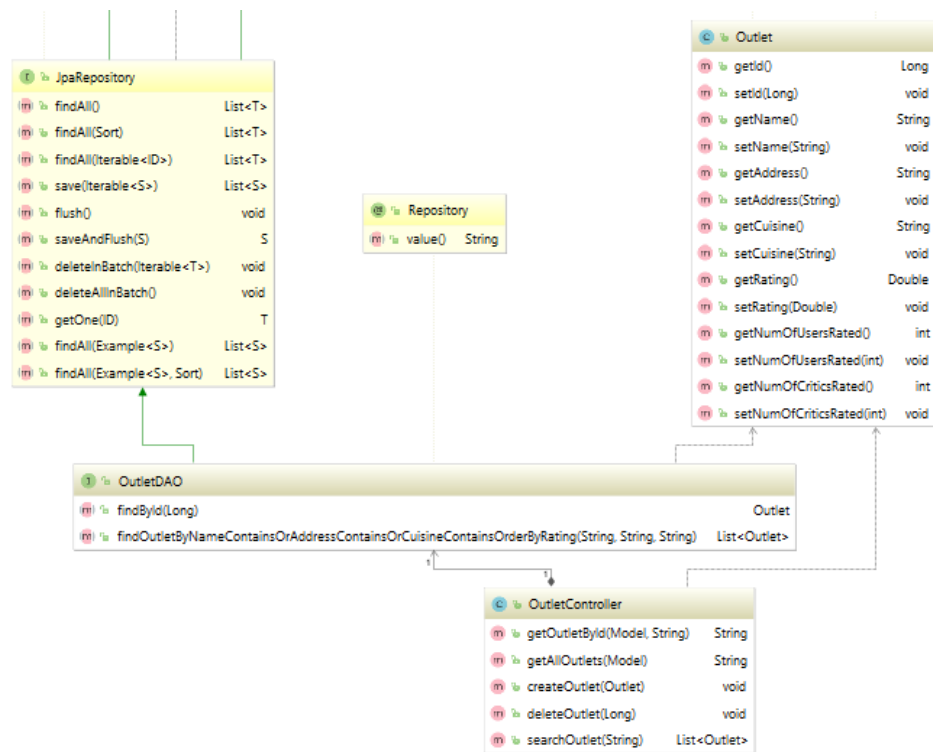 JpaRepository
findAll() List<T>
findAll(Sort) List<T>
findAll(Iterable<ID>) List<T>
save(Iterable<S>) List<S>
flush() void
saveAndFlush(S) S
deleteInBatch(Iterable<T>) void
deleteAllInBatch() void
getOne(ID) T
findAll(Example<S>) List<S>
findAll(Example<S>, Sort) List<S>
Repository
value() String
Outlet
getId() Long
setId(Long) void
getName() String
setName(String) void
getAddress() String
setAddress(String) void
getCuisine() String
setCuisine(String) void
getRating() Double
setRating(Double) void
getNumOfUsersRated() int
setNumOfUsersRated(int) void
getNumOfCriticsRated() int
setNumOfCriticsRated(int) void
OutletDAO
findById(Long) Outlet
findOutletByNameContainsOrAddressContainsOrCuisineContainsOrderByRating(String, String, String) List<Outlet>
1
1
OutletController
getOutletById(Model, String) String
getAllOutlets(Model) String
createOutlet(Outlet) void
deleteOutlet(Long) void
searchOutlet(String) List<Outlet>